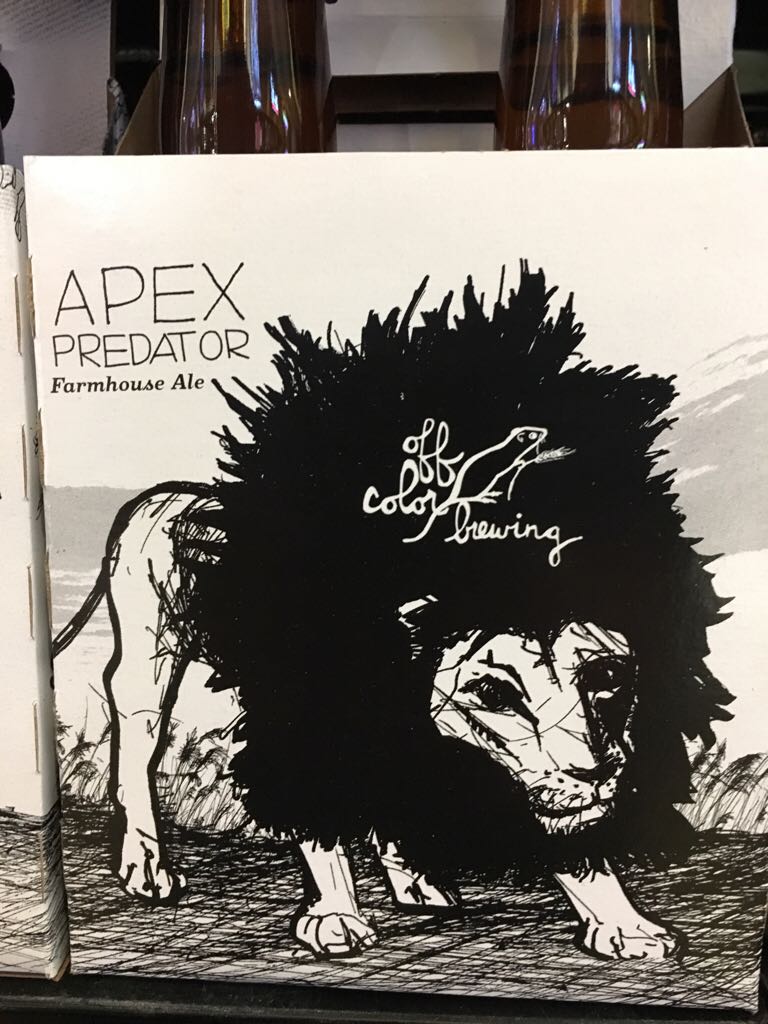 APEX
PREDATOR
Farmhouse Ale
off
color
brewing